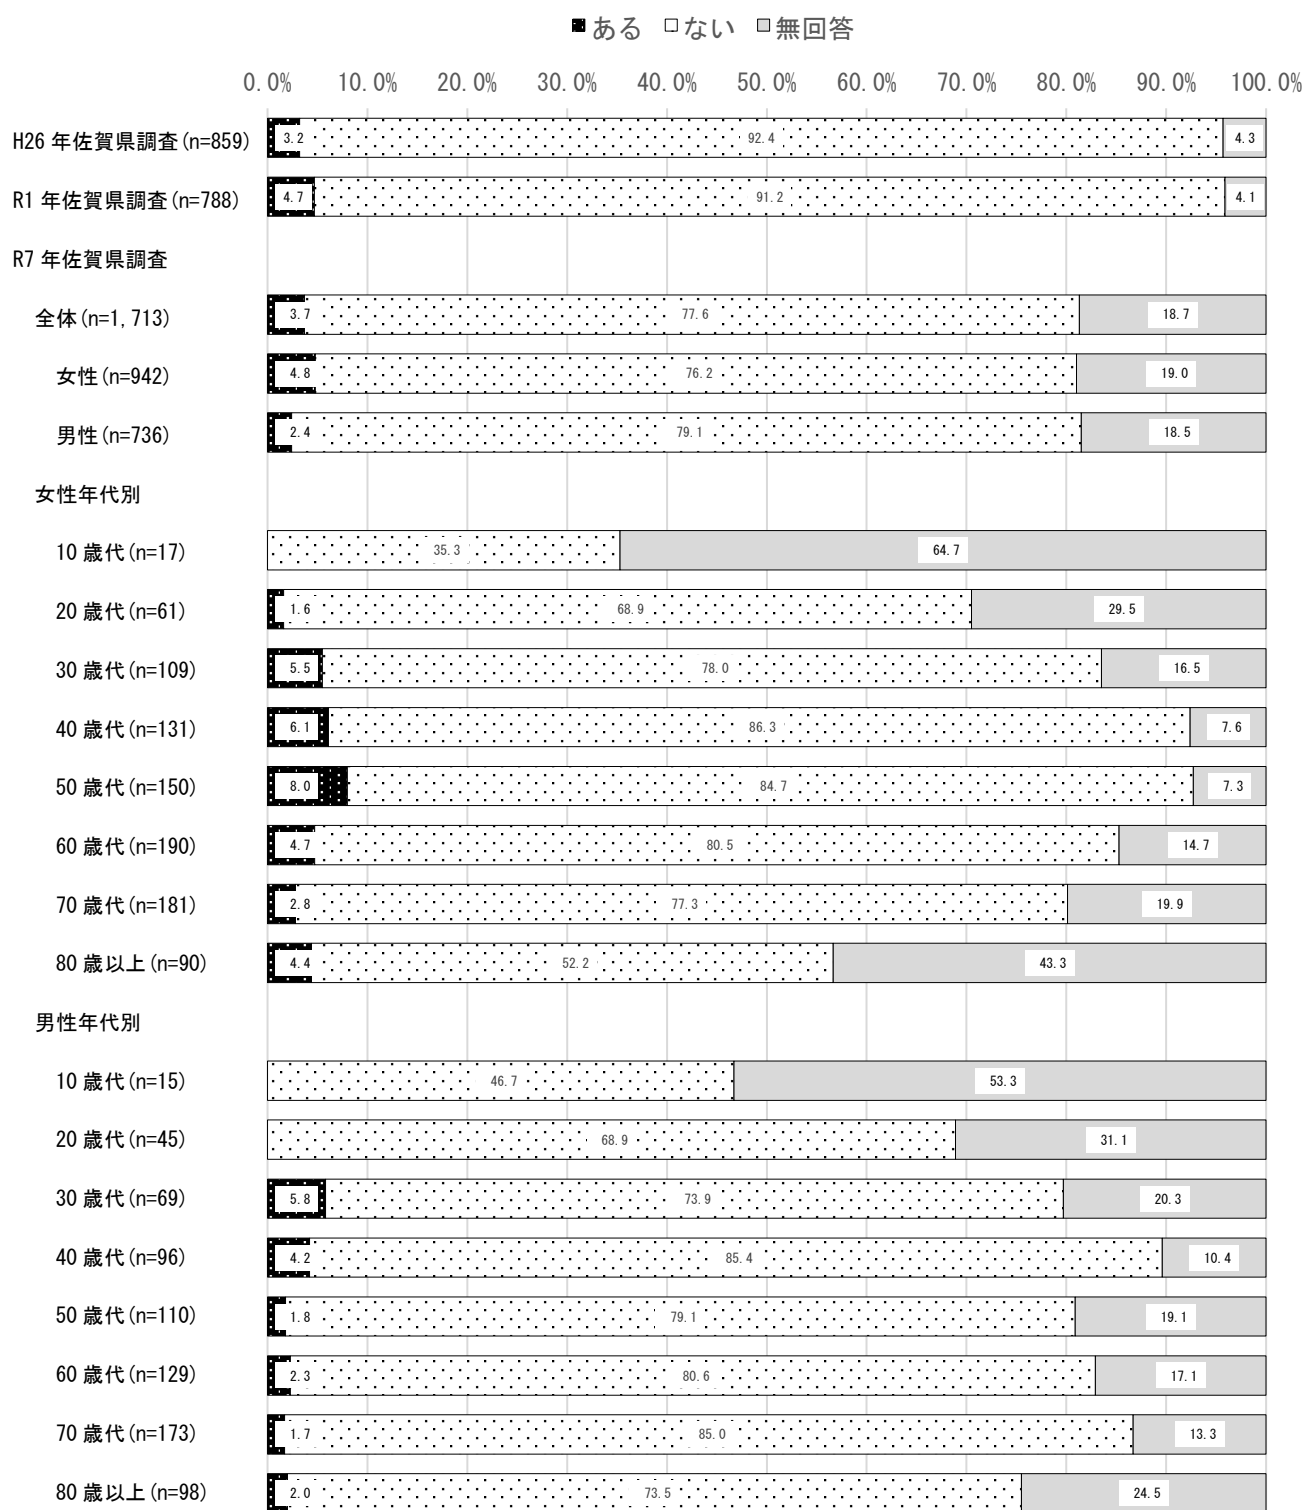 ある ない 無回答
0.0% 10.0% 20.0% 30.0% 40.0% 50.0% 60.0% 70.0% 80.0% 90.0% 100.0%
H26 年佐賀県調査(n=859) 3.2 92.4 4.3
R1 年佐賀県調査(n=788) 4.7 91.2 4.1
R7 年佐賀県調査
全体(n=1,713) 3.7 77.6 18.7
女性(n=942) 4.8 76.2 19.0
男性(n=736) 2.4 79.1 18.5
女性年代別
10 歳代(n=17) 35.3 64.7
20 歳代(n=61) 1.6 68.9 29.5
30 歳代(n=109) 5.5 78.0 16.5
40 歳代(n=131) 6.1 86.3 7.6
50 歳代(n=150) 8.0 84.7 7.3
60 歳代(n=190) 4.7 80.5 14.7
70 歳代(n=181) 2.8 77.3 19.9
80 歳以上(n=90) 4.4 52.2 43.3
男性年代別
10 歳代(n=15) 46.7 53.3
20 歳代(n=45) 68.9 31.1
30 歳代(n=69) 5.8 73.9 20.3
40 歳代(n=96) 4.2 85.4 10.4
50 歳代(n=110) 1.8 79.1 19.1
60 歳代(n=129) 2.3 80.6 17.1
70 歳代(n=173) 1.7 85.0 13.3
80 歳以上(n=98) 2.0 73.5 24.5